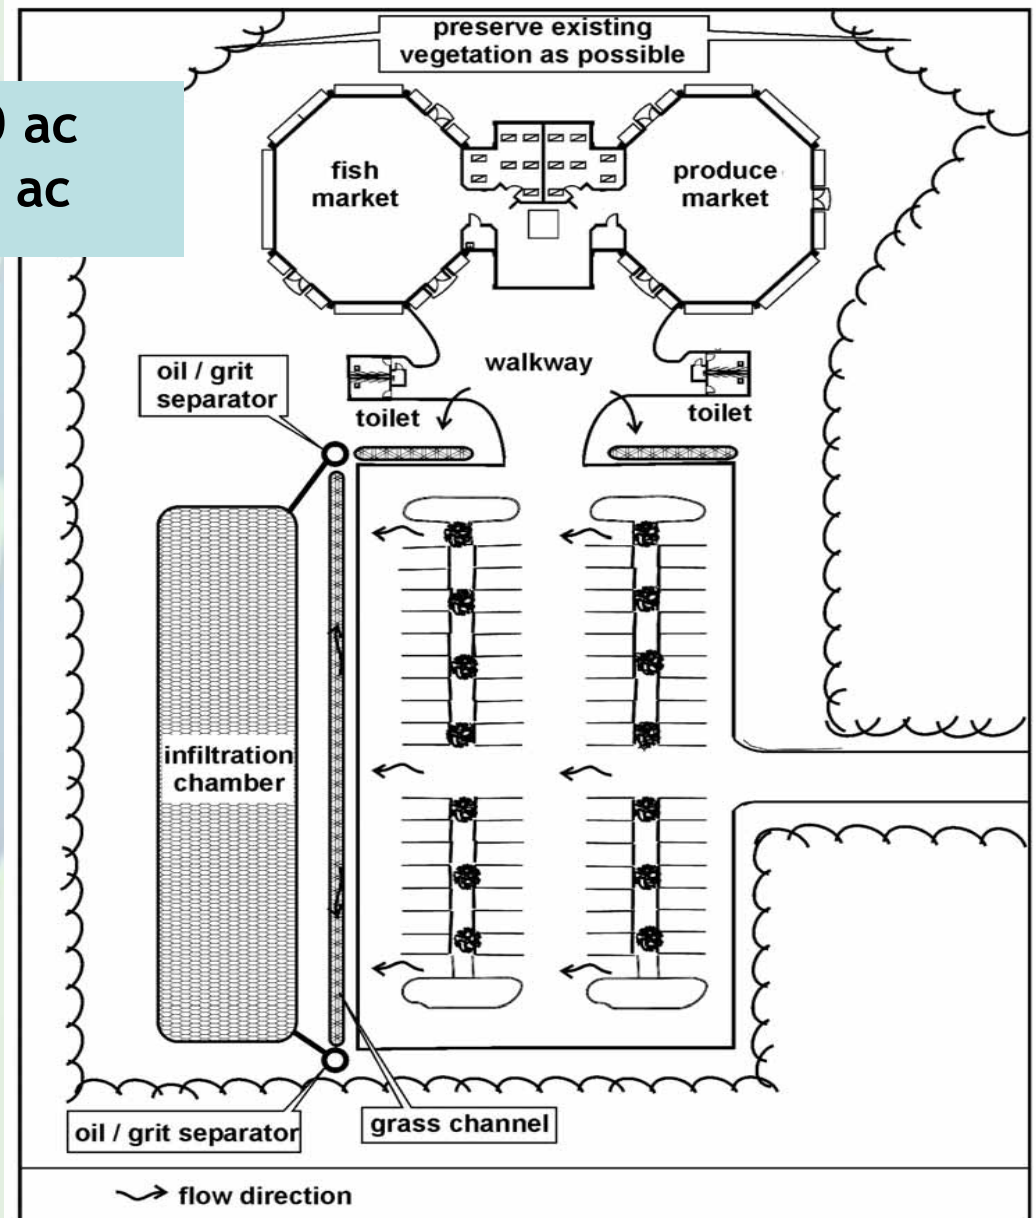 preserve existing
vegetation as possible
ac
ac
fish
market
produce
market
walkway
oil / grit
separator
toilet
toilet
infiltration
chamber
oil / grit separator
grass channel
flow direction